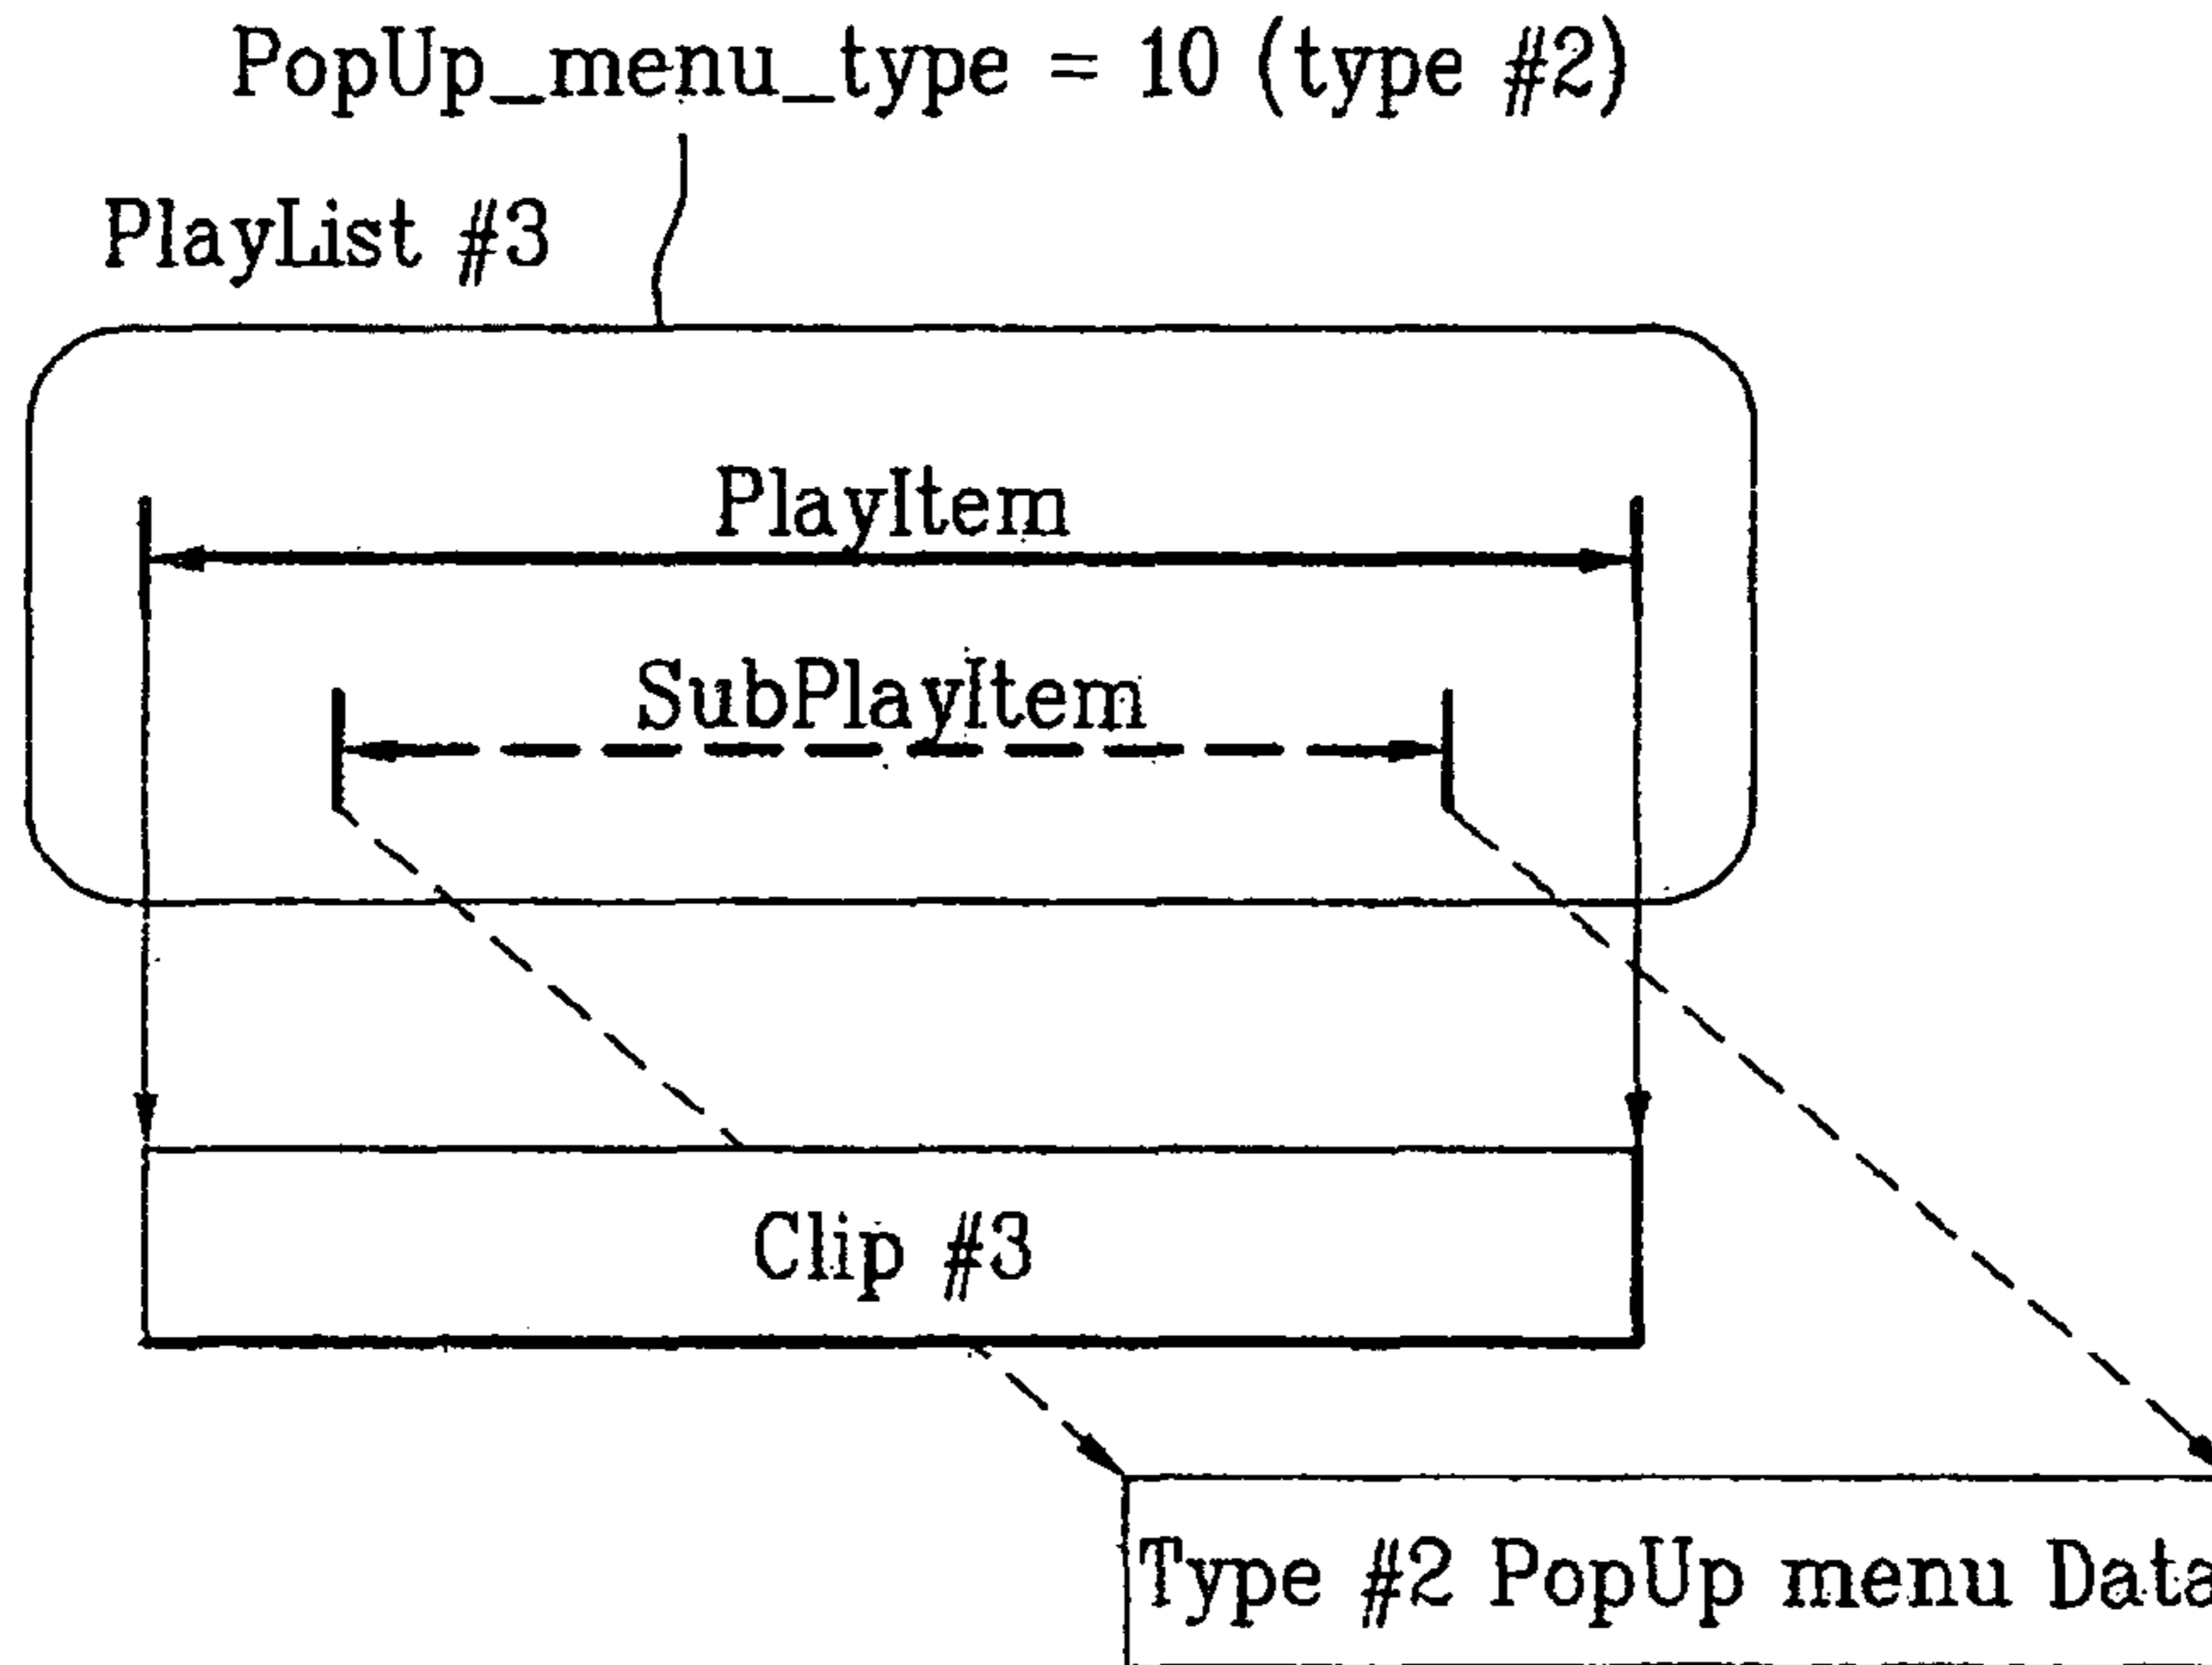 PopUp_menu_type = 10 (type #2)
PlayList #3
PlayItem
SubPlayItem
Clip #3
Type #2 PopUp menu Data